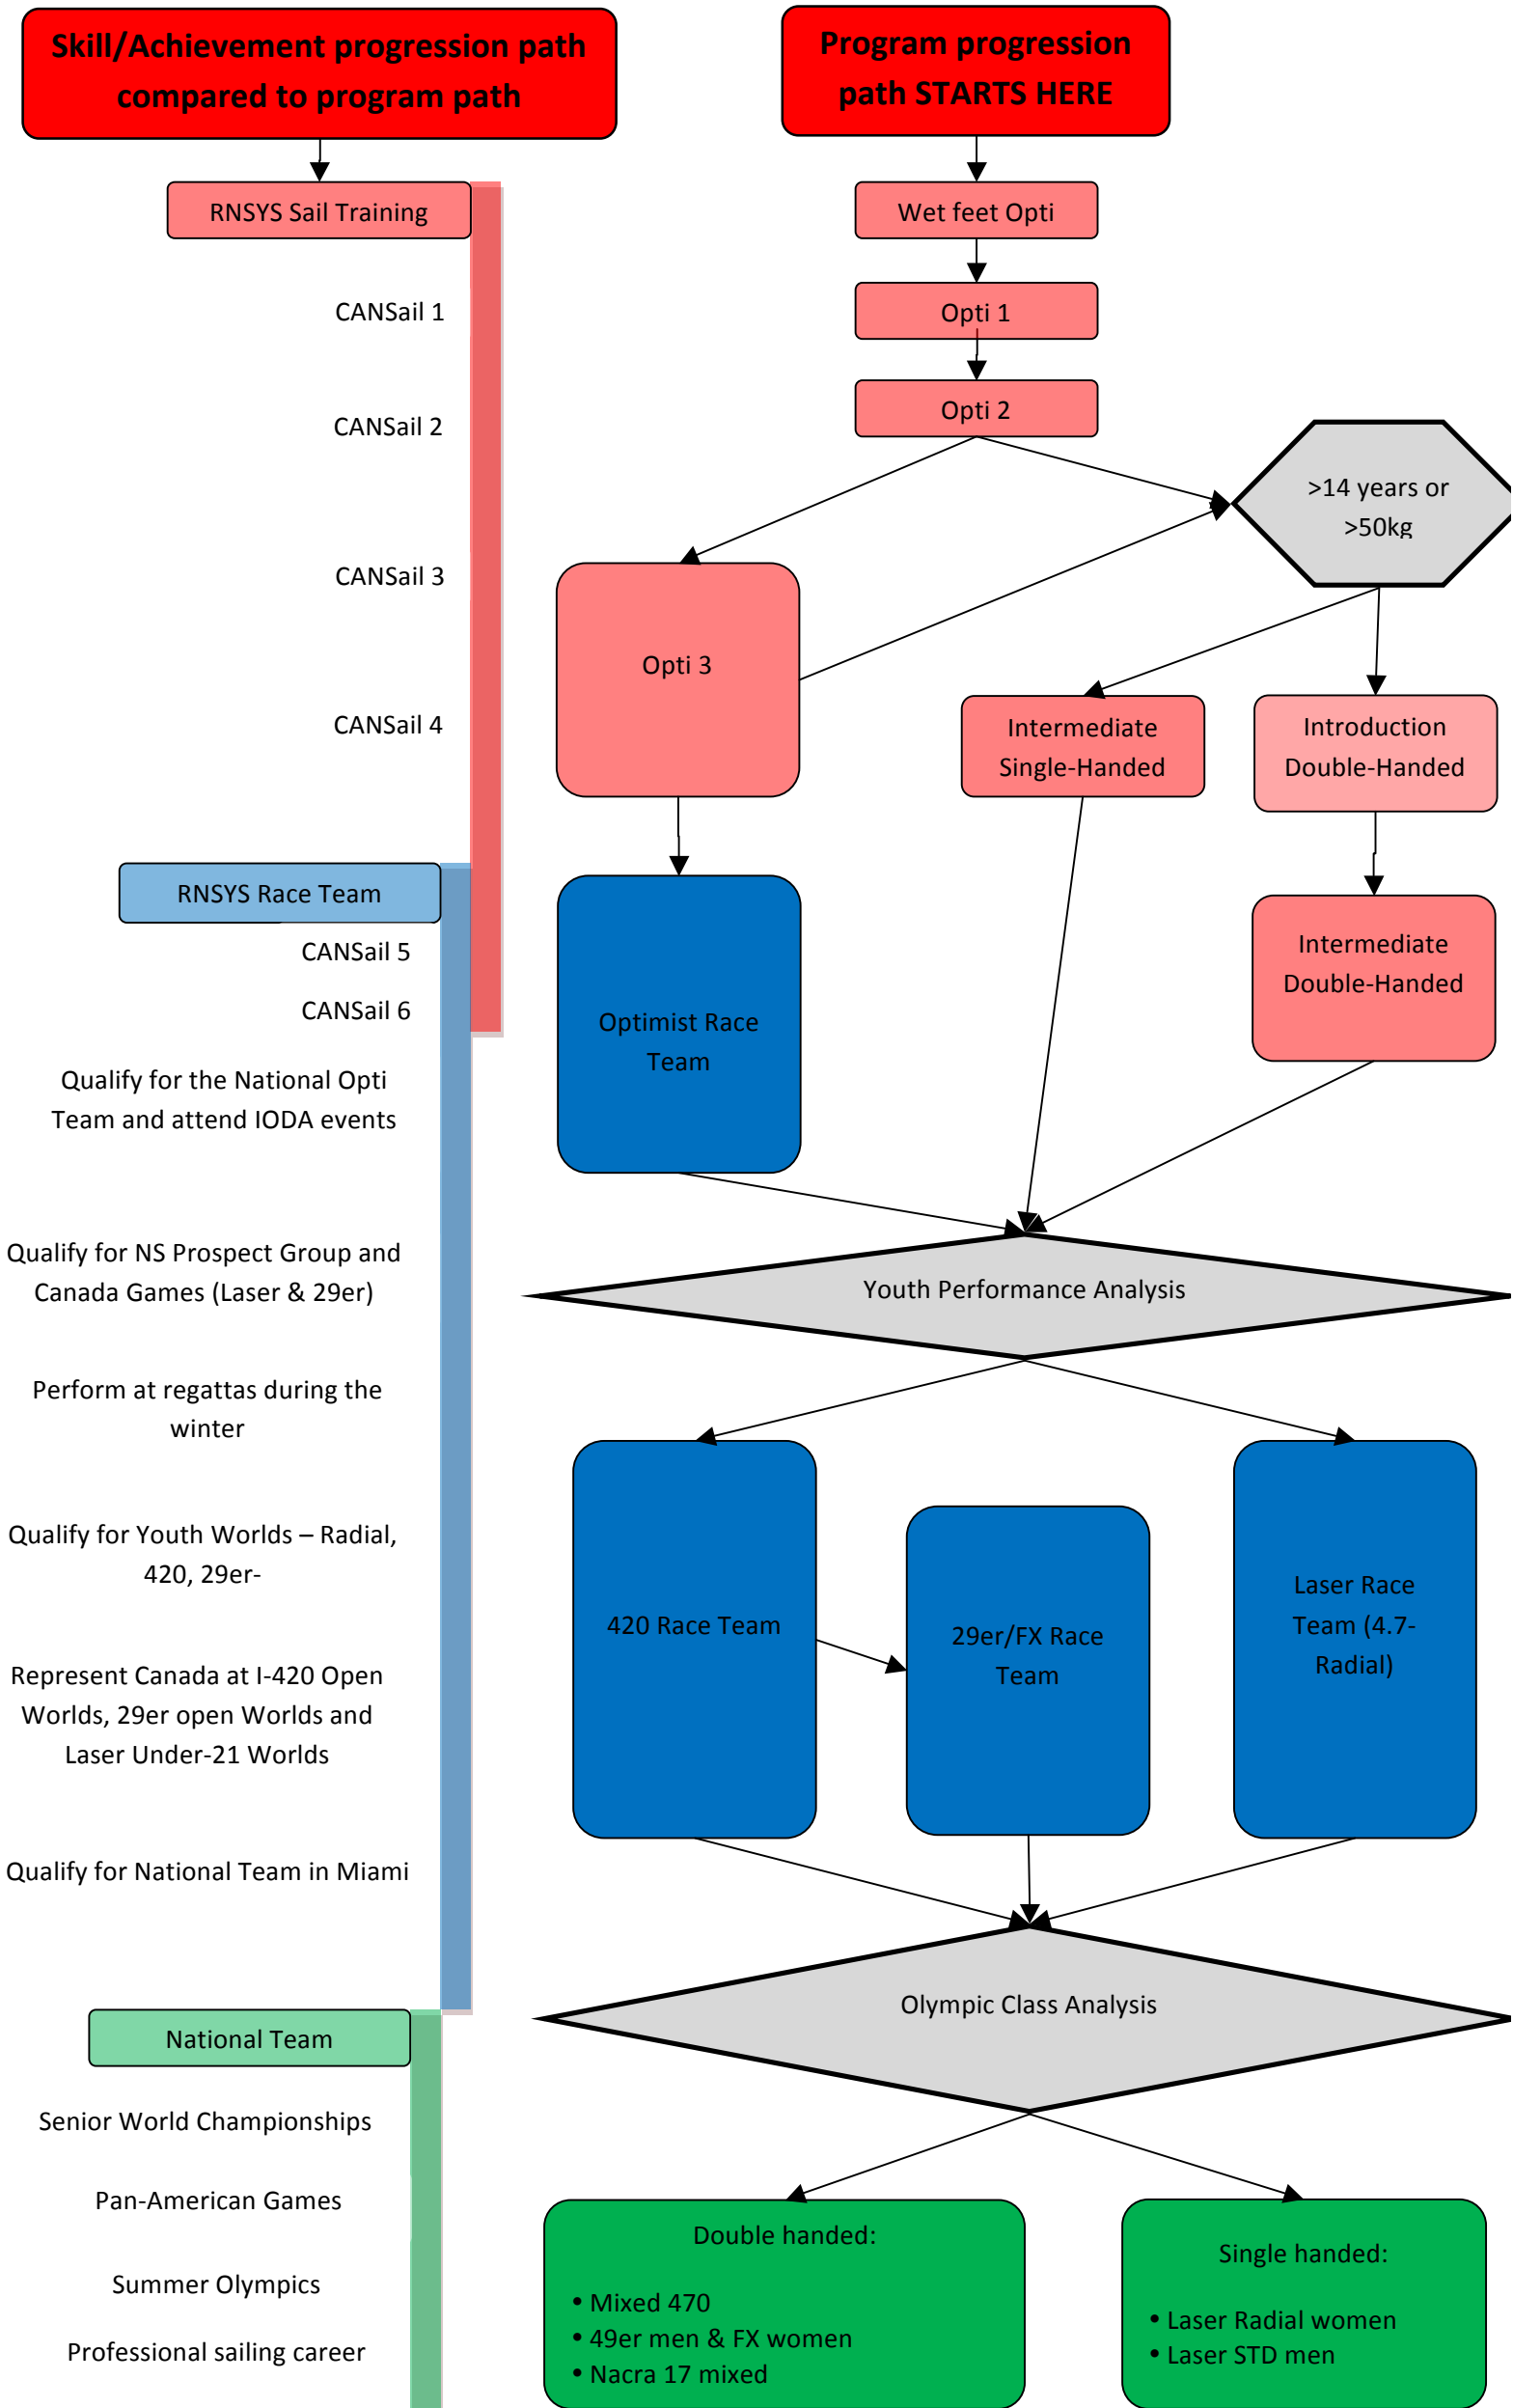 Skill/Achievement progression path
compared to program path
RNSYS Sail Training
CANSail 1
CANSail 2
CANSail 3
CANSail 4
RNSYS Race Team
CANSail 5
CANSail 6
Qualify for the National Opti
Team and attend IODA events
Qualify for NS Prospect Group and
Canada Games (Laser & 29er)
Perform at regattas during the
winter
Qualify for Youth Worlds – Radial,
420, 29er-
Represent Canada at I-420 Open
Worlds, 29er open Worlds and
Laser Under-21 Worlds
Qualify for National Team in Miami
National Team
Senior World Championships
Pan-American Games
Summer Olympics
Professional sailing career
Program progression
path STARTS HERE
Wet feet Opti
Opti 1
Opti 2
>14 years or
>50kg
Opti 3
Intermediate
Single-Handed
Introduction
Double-Handed
Intermediate
Double-Handed
Optimist Race
Team
Youth Performance Analysis
420 Race Team
29er/FX Race
Team
Laser Race
Team (4.7-
Radial)
Olympic Class Analysis
Double handed:
• Mixed 470
• 49er men & FX women
• Nacra 17 mixed
Single handed:
• Laser Radial women
• Laser STD men